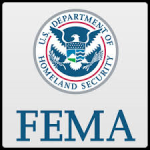 U.S. DEPARTMENT OF
HOMELAND SECURITY
FEMA